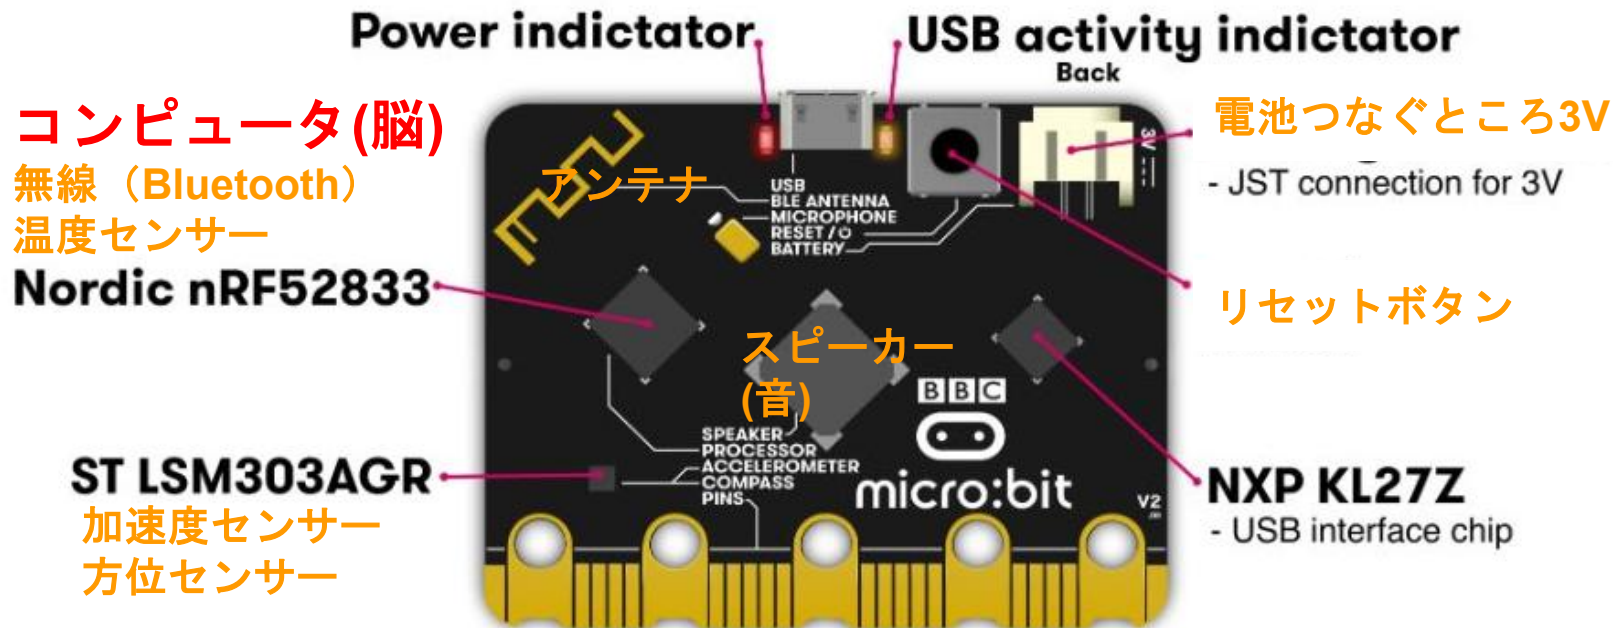 Power indictator
USB activity indictator
Back
コンピュータ(脳)
無線（Bluetooth）
温度センサー
Nordic nRF52833
アンテナ
電池つなぐところ3V
- JST connection for 3V
3V
USB
BLE ANTENNA
MICROPHONE
RESET /
BATTERY
リセットボタン
スピーカー
(音)
BBC
SPEAKER
PROCESSOR
ACCELEROMETER
COMPASS
PINS
micro:bit
V2
ST LSM303AGR
加速度センサー
方位センサー
NXP KL27Z
- USB interface chip